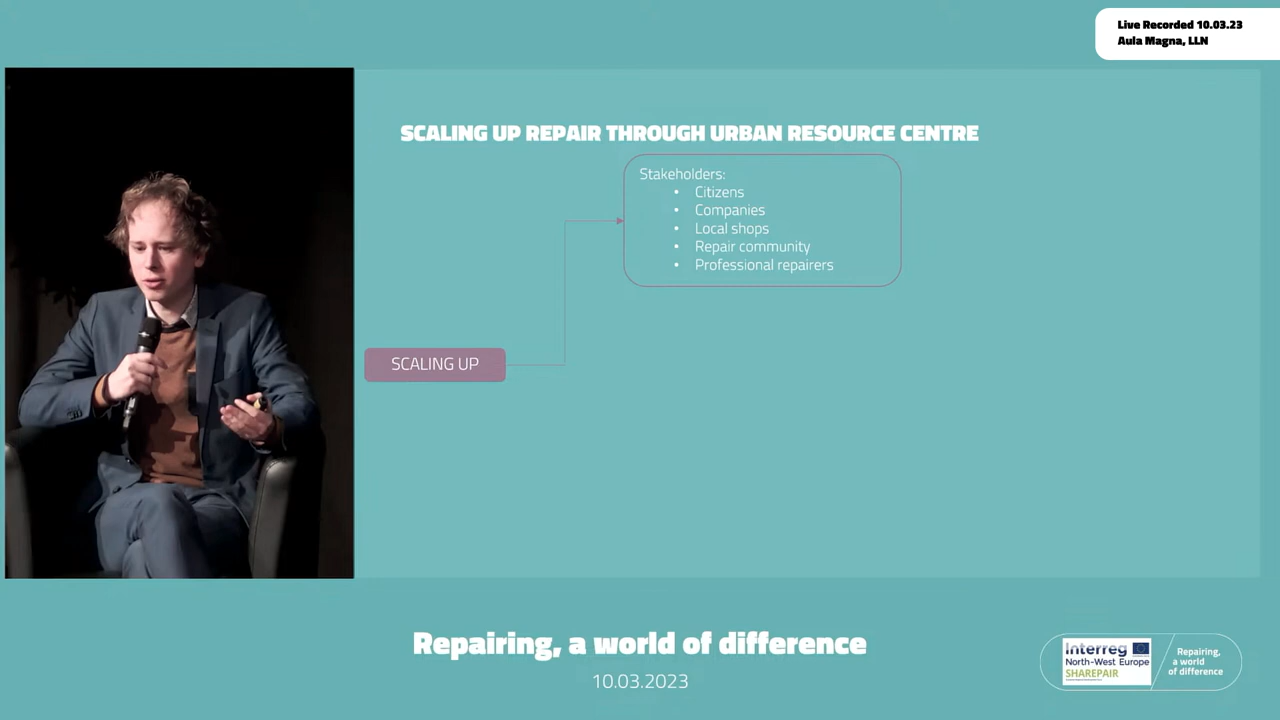 Live Recorded 10.03.23
Aula Magna, LLN
SCALING UP REPAIR THROUGH URBAN RESOURCE CENTRE
Stakeholders:
• Citizens
• Companies
• Local shops
• Repair community
• Professional repairers
SCALING UP
Repairing, a world of difference
10.03.2023
Interreg
North-West Europe
SHAREPAIR
Repairing,
a world
of difference